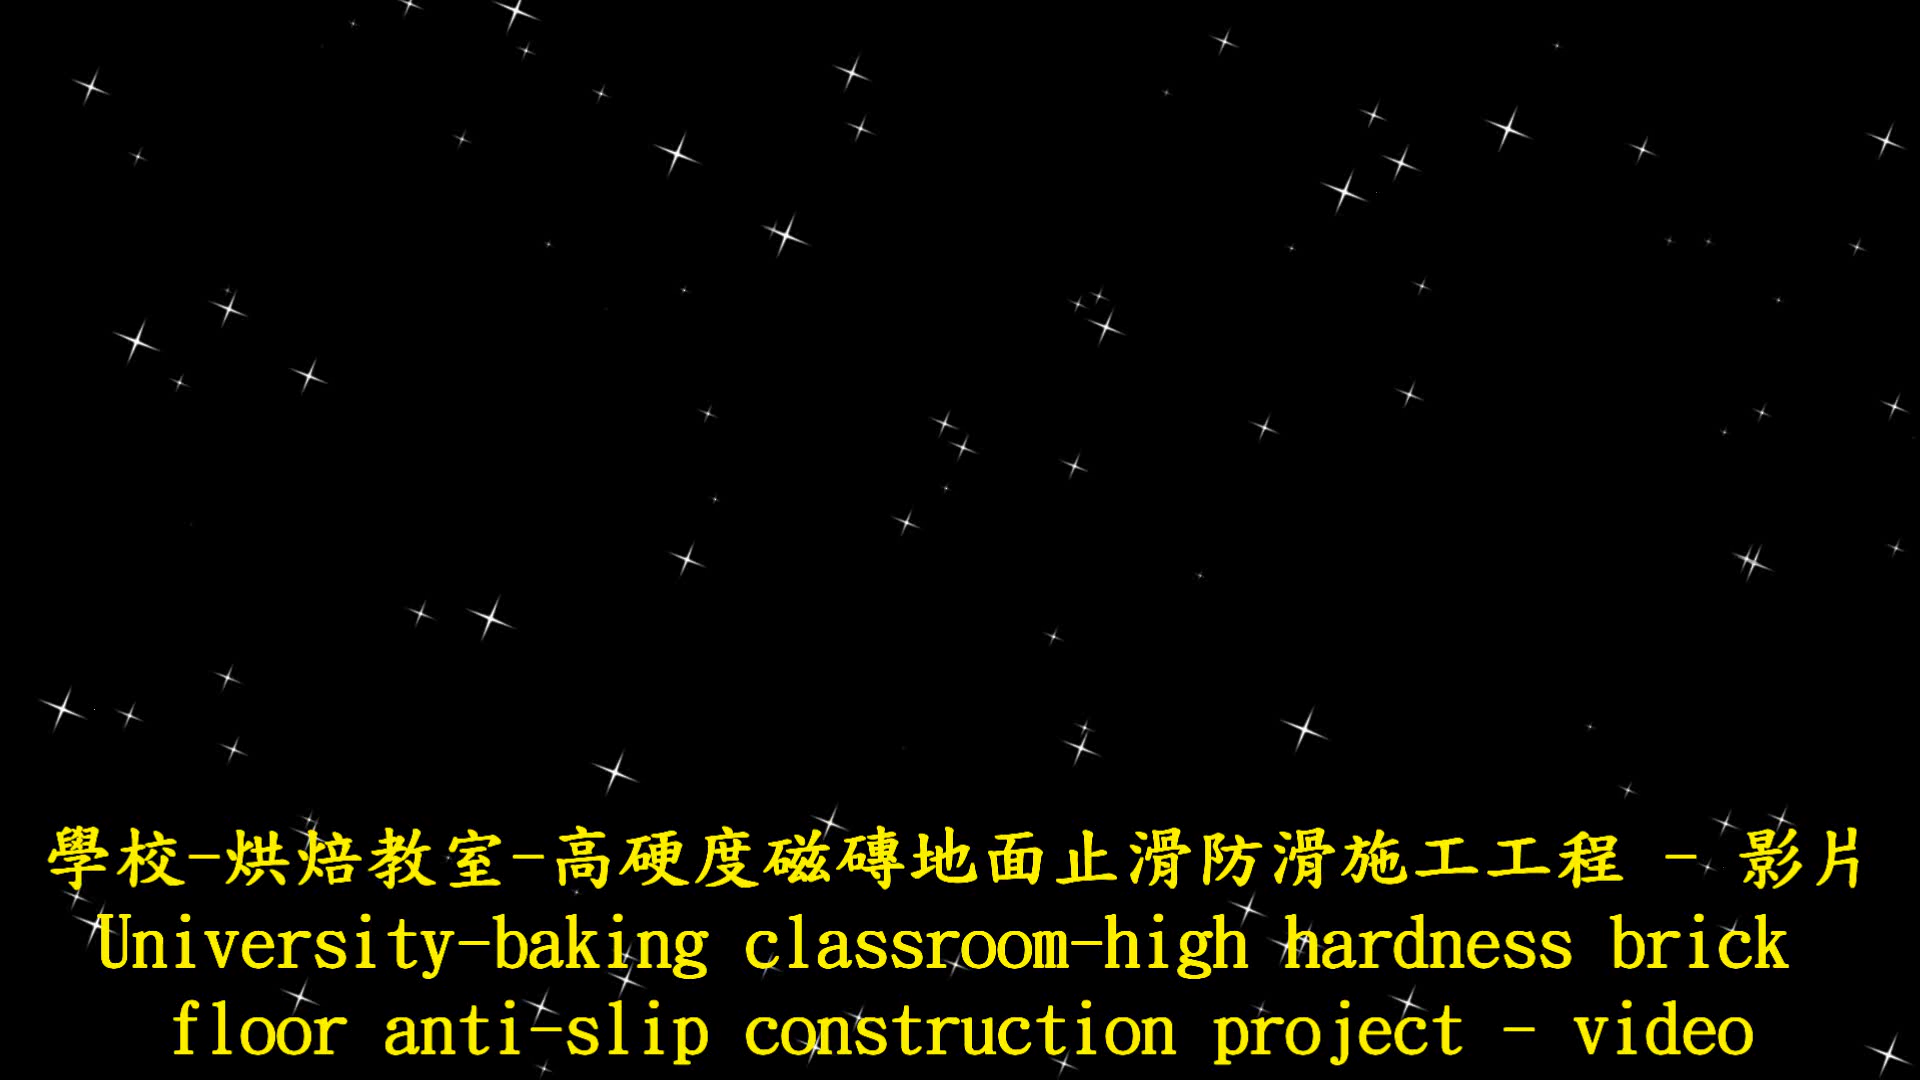 學校-烘焙教室-高硬度磁磚地面止滑防滑施工工程 - 影片
University-baking classroom-high hardness brick
floor anti-slip construction project - video